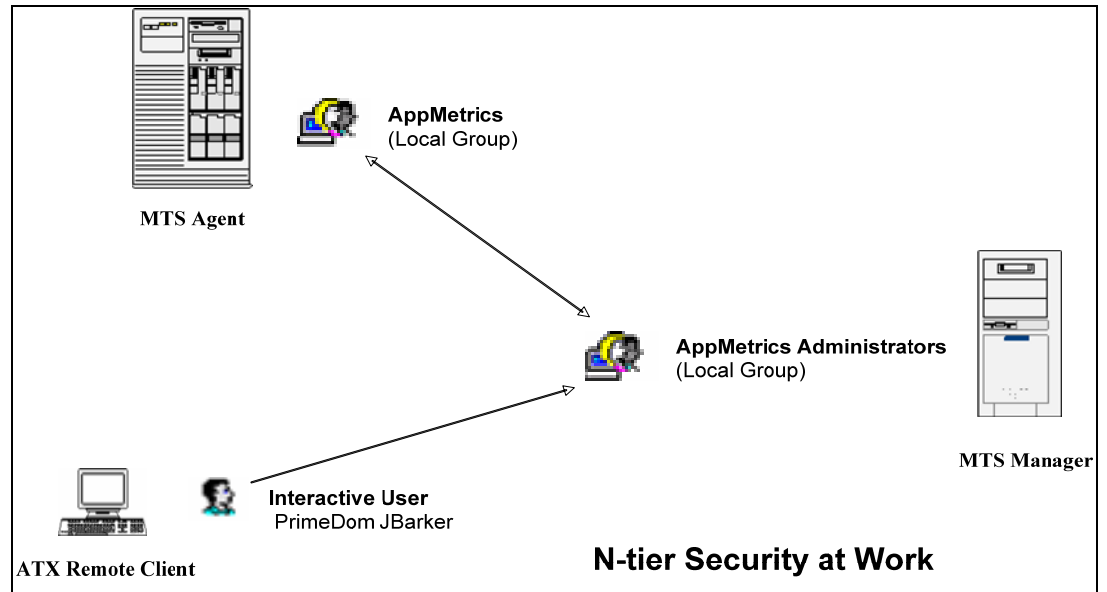 AppMetrics
(Local Group)
MTS Agent
AppMetrics Administrators
(Local Group)
MTS Manager
Interactive User
PrimeDom JBarker
ATX Remote Client
N-tier Security at Work